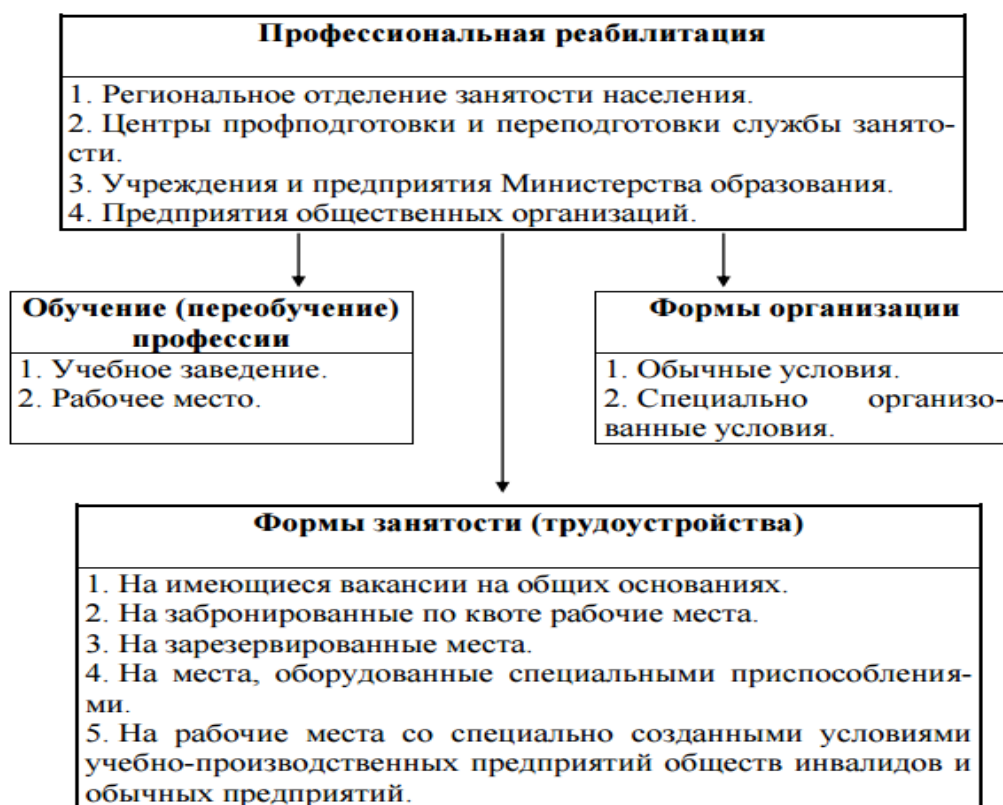 Профессиональная реабилитация
1. Региональное отделение занятости населения.
2. Центры профподготовки и переподготовки службы занято-
сти.
3. Учреждения и предприятия Министерства образования.
4. Предприятия общественных организаций.
Обучение (переобучение)
профессии
1. Учебное заведение.
2. Рабочее место.
Формы организации
1. Обычные условия.
2. Специально организо-
ванные условия.
Формы занятости (трудоустройства)
1. На имеющиеся вакансии на общих основаниях.
2. На забронированные по квоте рабочие места.
3. На зарезервированные места.
4. На места, оборудованные специальными приспособления-
ми.
5. На рабочие места со специально созданными условиями
учебно-производственных предприятий обществ инвалидов и
обычных предприятий.